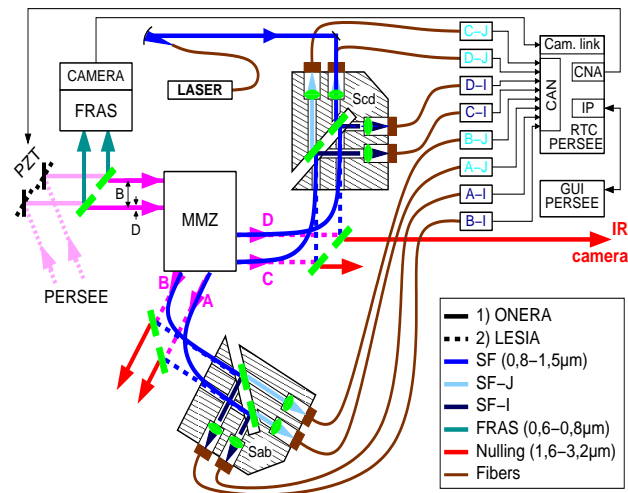 C–J
Cam. link
D–J
CNA
CAMERA
LASER
Scd
D–I
CAN
FRAS
C–I
IP
B–J
RTC
PERSEE
PZT
A–J
B
MMZ
A–I
GUI
PERSEE
D
D
B–I
IR
camera
C
PERSEE
B
A
1) ONERA
2) LESIA
SF (0,8–1,5µm)
SF–J
SF–I
FRAS (0,6–0,8µm)
Nulling (1,6–3,2µm)
Fibers
Sab